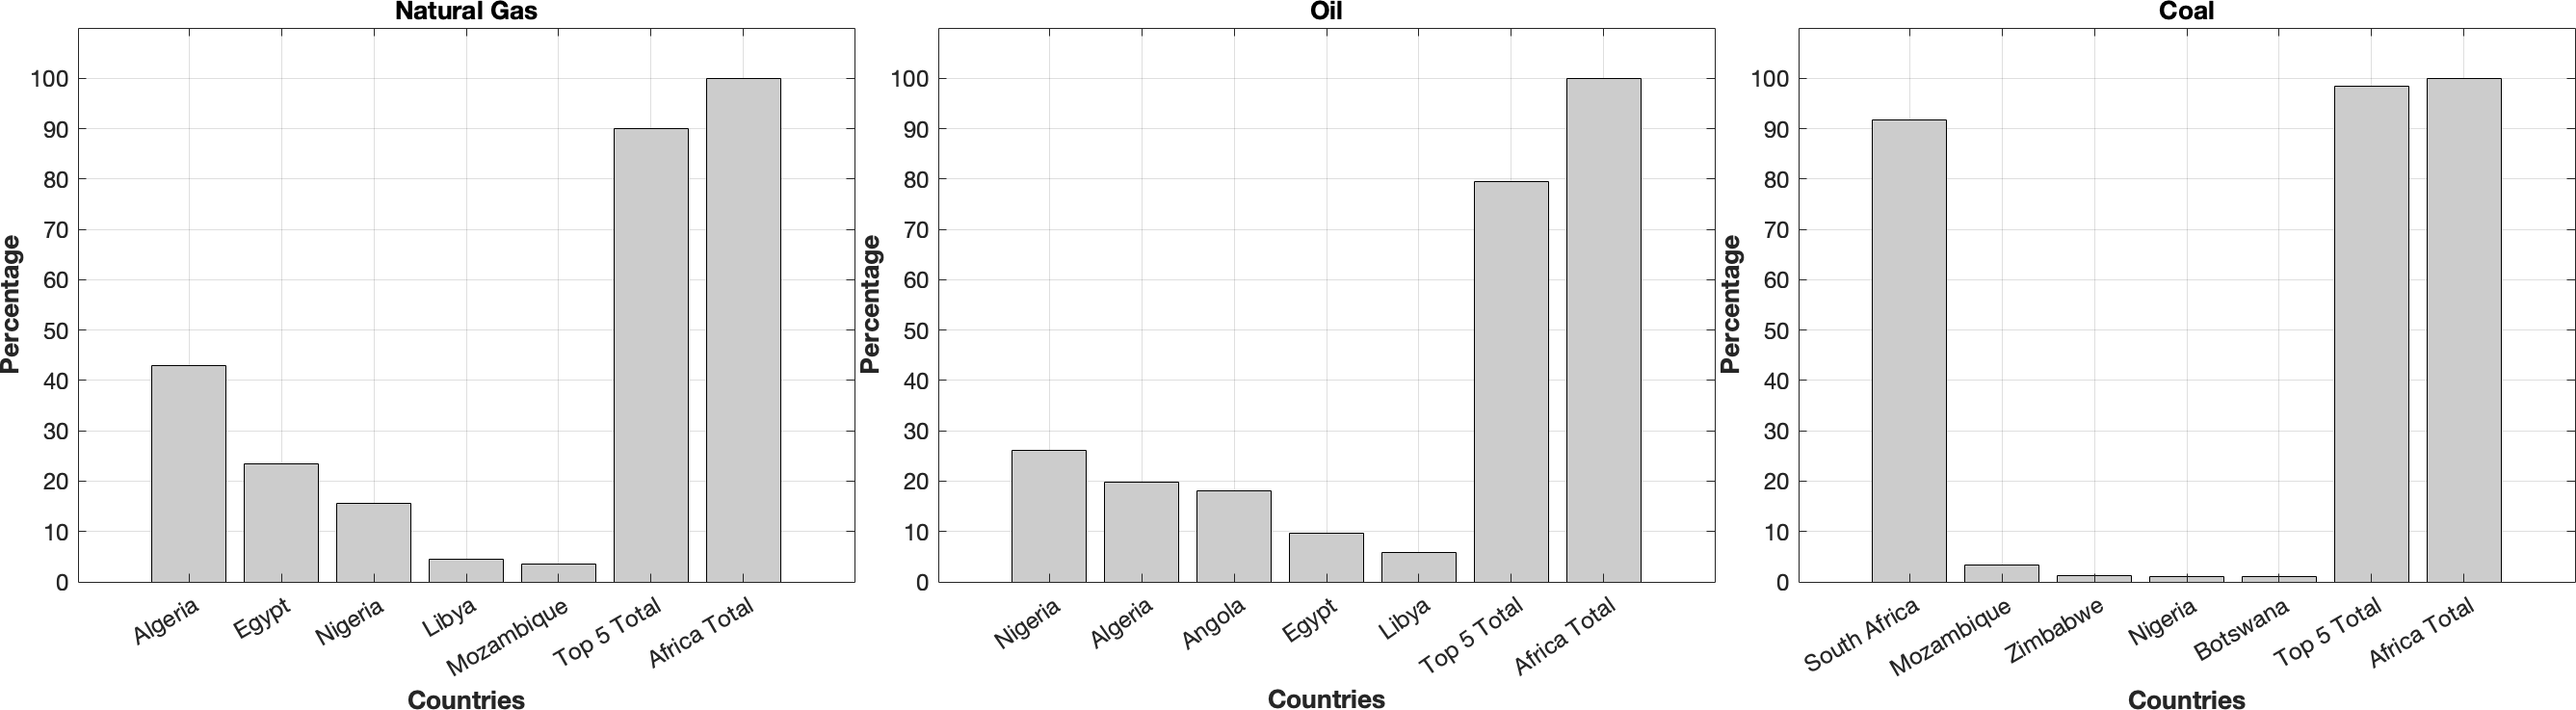 Natural Gas
Percentage
100
90
80
70
60
50
40
30
20
10
0
Algeria
Egypt
Nigeria
Libya
Mozambique
Top 5 Total
Africa Total
Countries
Oil
Percentage
100
90
80
70
60
50
40
30
20
10
0
Nigeria
Algeria
Angola
Egypt
Libya
Top 5 Total
Africa Total
Countries
Coal
Percentage
100
90
80
70
60
50
40
30
20
10
0
South Africa
Mozambique
Zimbabwe
Nigeria
Botswana
Top 5 Total
Africa Total
Countries